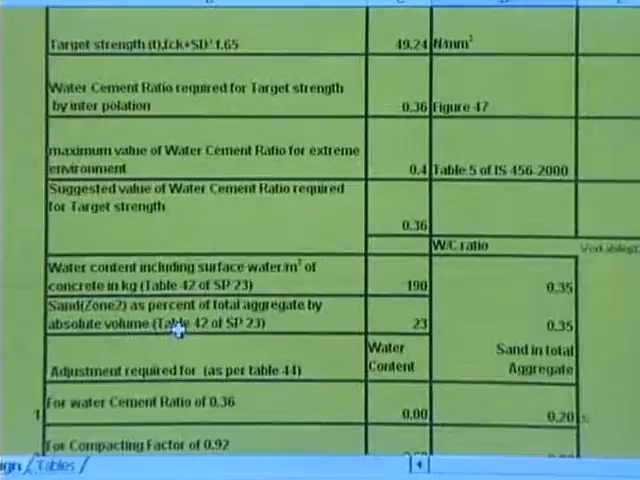 Target strength (t),fck+SD*1.65 49.24 N/mm²
Water Cement Ratio required for Target strength
by inter polation 0.36 Figure 47
maximum value of Water Cement Ratio for extreme
environment 0.4 Table 5 of IS 456-2000
Suggested value of Water Cement Ratio required
for Target strength
0.36
W/C ratio
Water content including surface water/m³ of
concrete in kg (Table 42 of SP 23) 190 0.35
Sand(Zone2) as percent of total aggregate by
absolute volume (Table 42 of SP 23) 23 0.35
Water Sand in total
Adjustment required for (as per table 44) Content Aggregate
1 For water Cement Ratio of 0.36 0.00 0.20
For Compacting Factor of 0.92
Tables